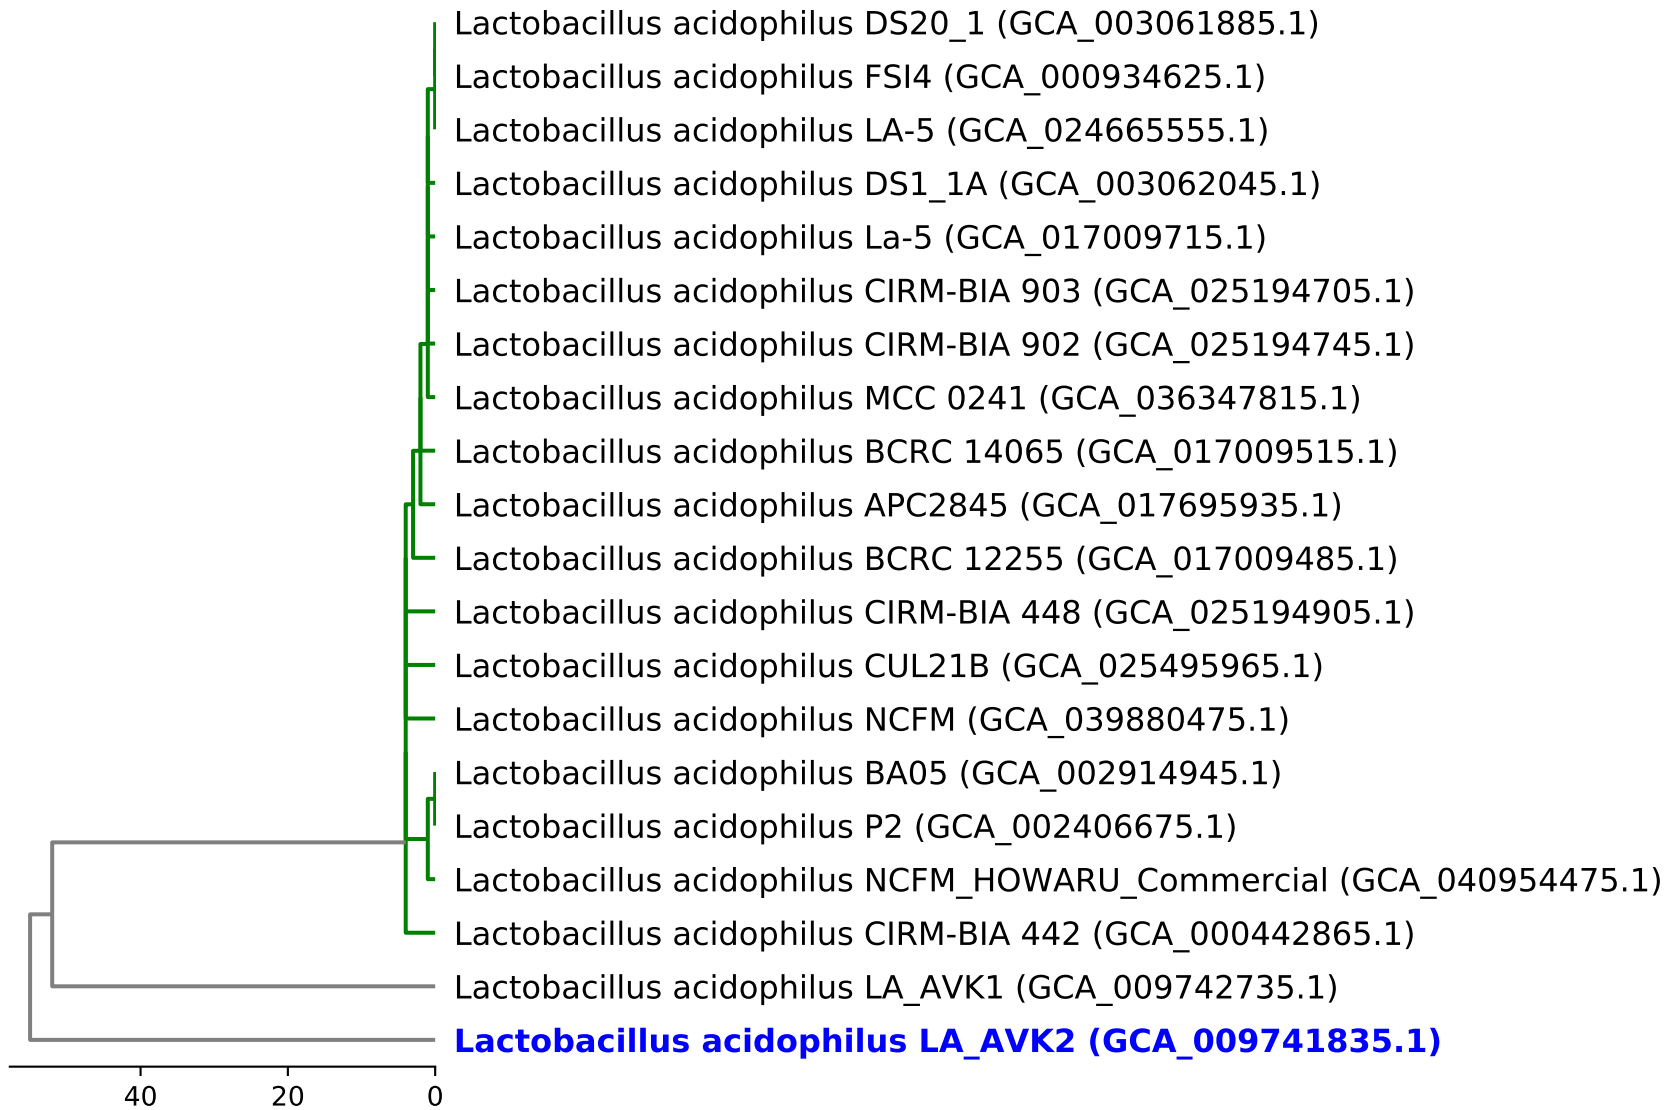 Lactobacillus acidophilus DS20_1 (GCA_003061885.1)
Lactobacillus acidophilus FSI4 (GCA_000934625.1)
Lactobacillus acidophilus LA-5 (GCA_024665555.1)
Lactobacillus acidophilus DS1_1A (GCA_003062045.1)
Lactobacillus acidophilus La-5 (GCA_017009715.1)
Lactobacillus acidophilus CIRM-BIA 903 (GCA_025194705.1)
Lactobacillus acidophilus CIRM-BIA 902 (GCA_025194745.1)
Lactobacillus acidophilus MCC 0241 (GCA_036347815.1)
Lactobacillus acidophilus BCRC 14065 (GCA_017009515.1)
Lactobacillus acidophilus APC2845 (GCA_017695935.1)
Lactobacillus acidophilus BCRC 12255 (GCA_017009485.1)
Lactobacillus acidophilus CIRM-BIA 448 (GCA_025194905.1)
Lactobacillus acidophilus CUL21B (GCA_025495965.1)
Lactobacillus acidophilus NCFM (GCA_039880475.1)
Lactobacillus acidophilus BA05 (GCA_002914945.1)
Lactobacillus acidophilus P2 (GCA_002406675.1)
Lactobacillus acidophilus NCFM_HOWARU_Commercial (GCA_040954475.1)
Lactobacillus acidophilus CIRM-BIA 442 (GCA_000442865.1)
Lactobacillus acidophilus LA_AVK1 (GCA_009742735.1)
Lactobacillus acidophilus LA_AVK2 (GCA_009741835.1)
40 20 0